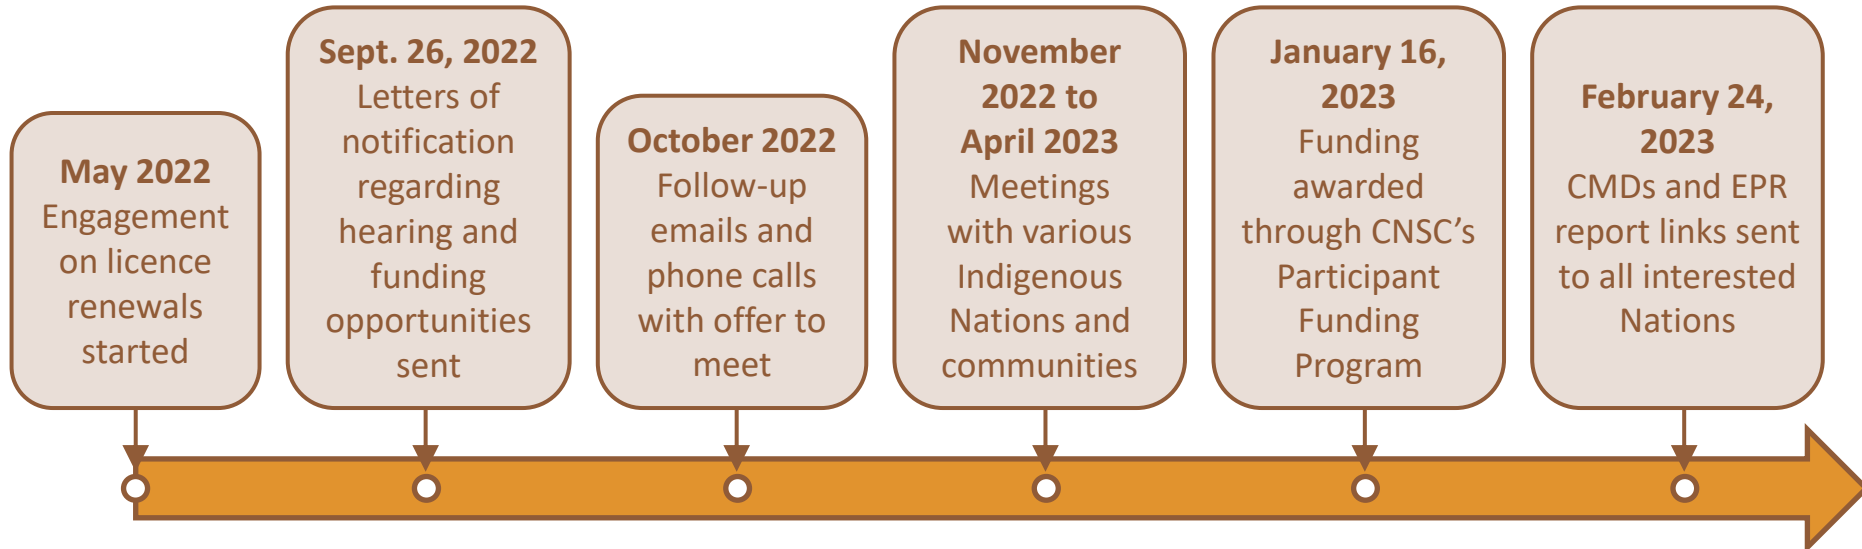 May 2022
Engagement
on licence
renewals
started
Sept. 26, 2022
Letters of
notification
regarding
hearing and
funding
opportunities
sent
October 2022
Follow-up
emails and
phone calls
with offer to
meet
November
2022 to
April 2023
Meetings
with various
Indigenous
Nations and
communities
January 16,
2023
Funding
awarded
through CNSC’s
Participant
Funding
Program
February 24,
2023
CMDs and EPR
report links sent
to all interested
Nations